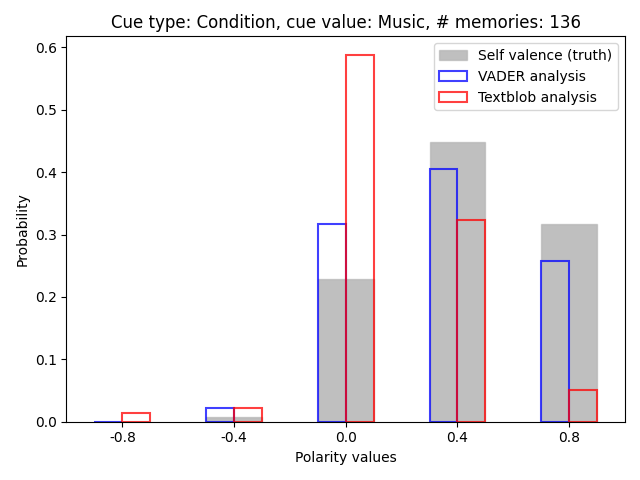 Cue type: Condition, cue value: Music, # memories: 136
Self valence (truth)
VADER analysis
Textblob analysis
Probability
0.6
0.5
0.4
0.3
0.2
0.1
0.0
-0.8 -0.4 0.0 0.4 0.8
Polarity values